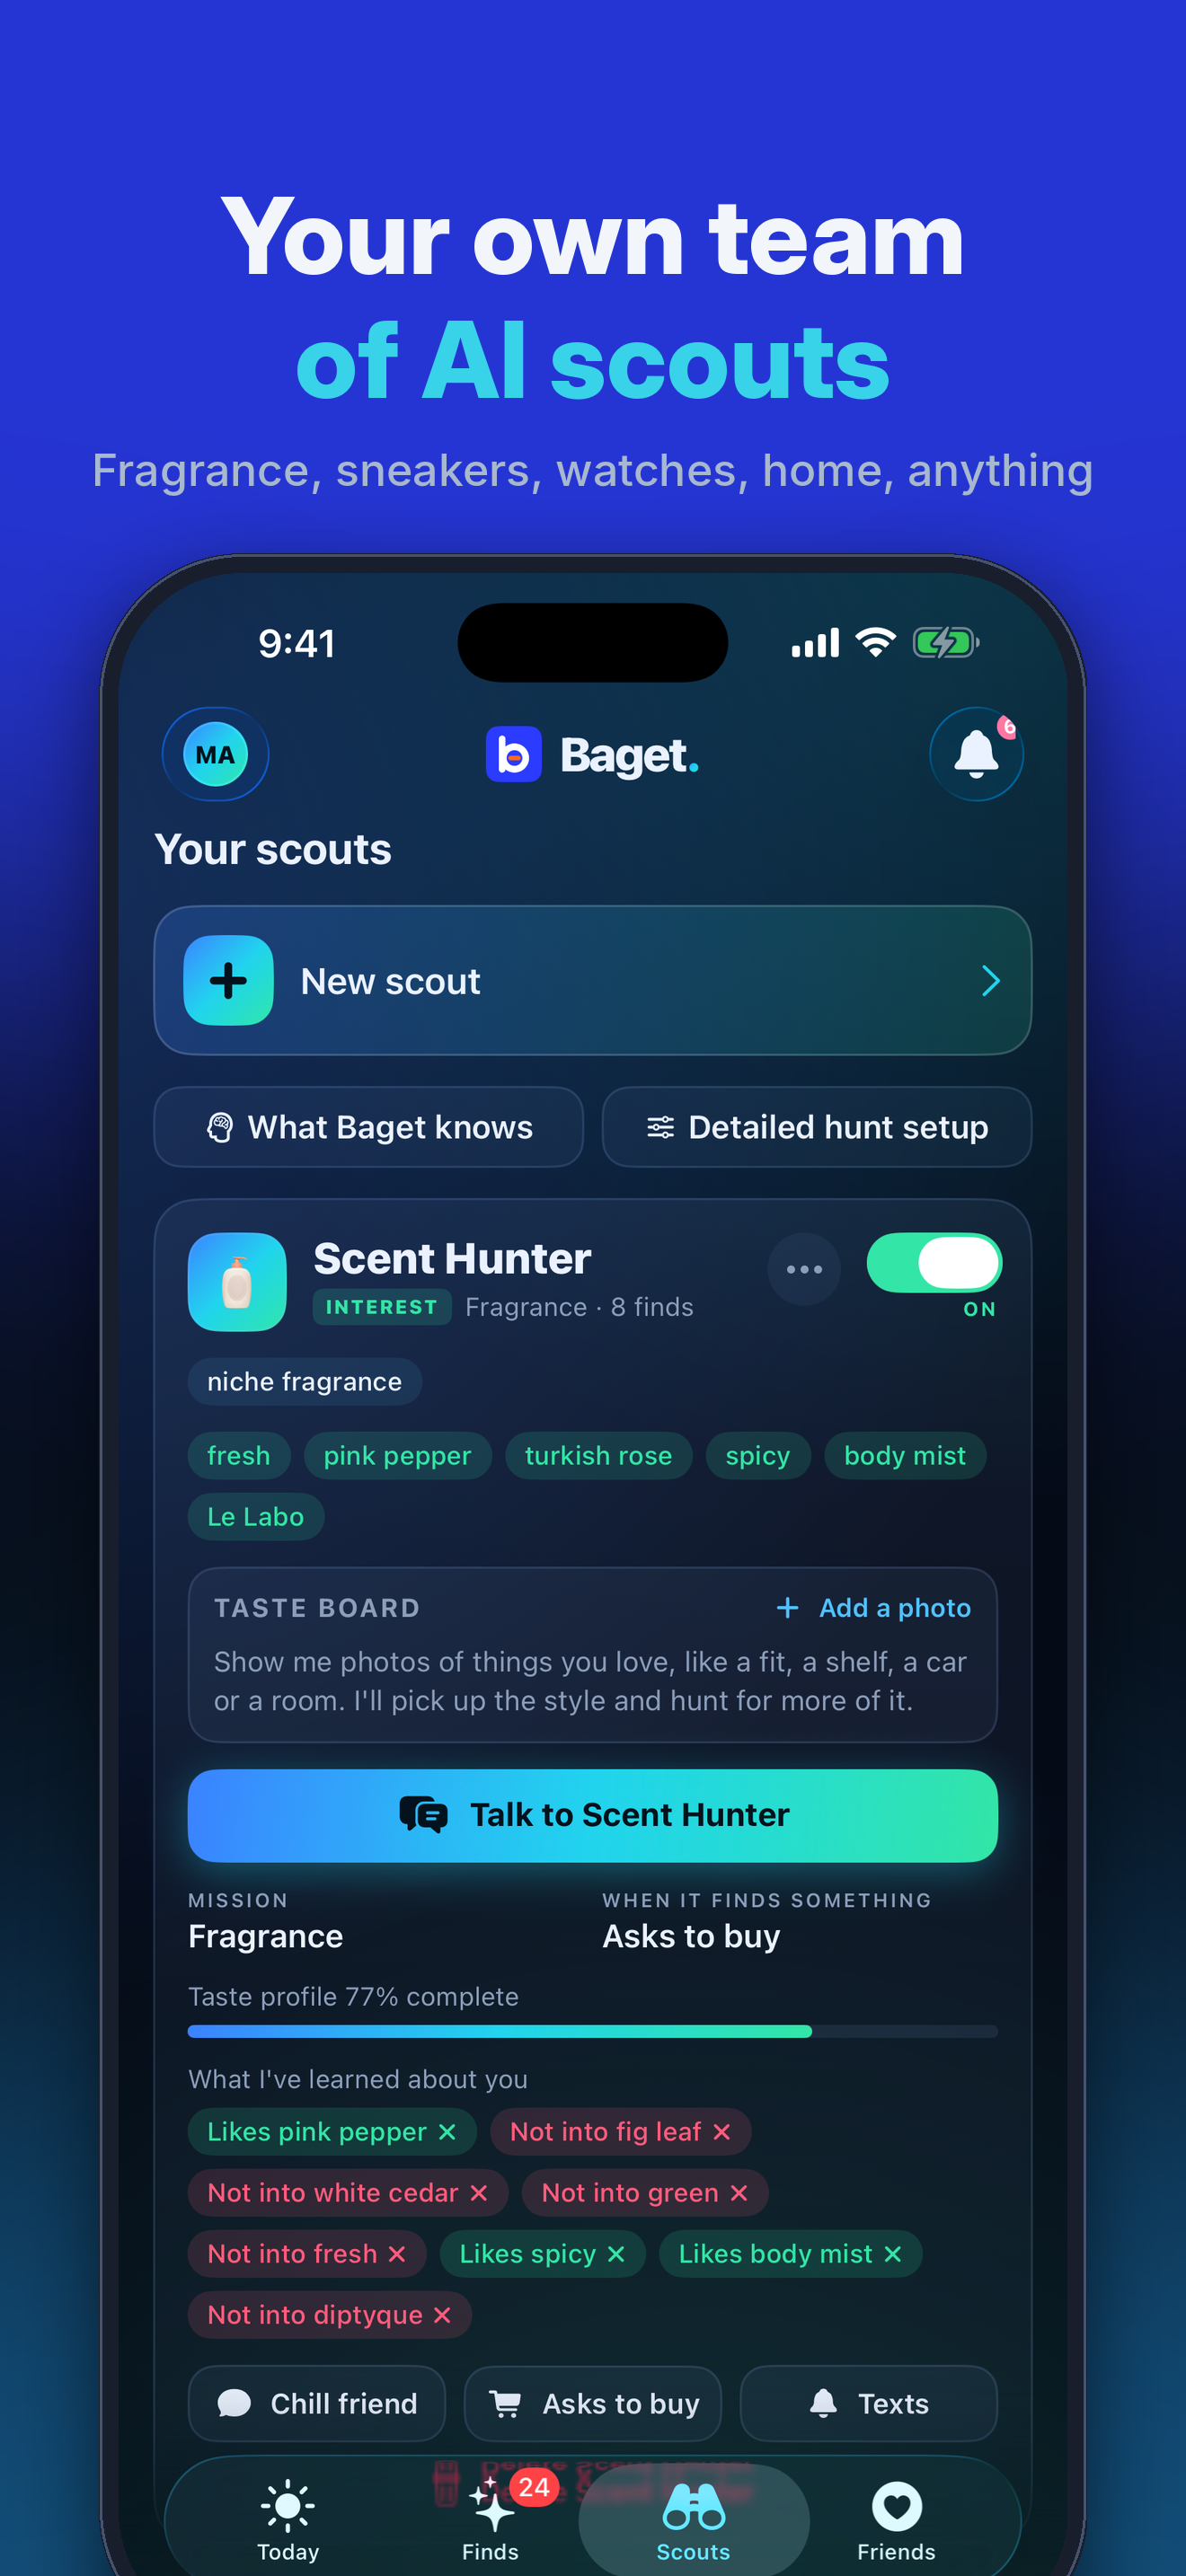 Your own team
of AI scouts
Fragrance, sneakers, watches, home, anything
9:41
MA
b Baget.
6
Your scouts
New scout
What Baget knows
Detailed hunt setup
Scent Hunter
INTEREST Fragrance · 8 finds
ON
niche fragrance
fresh pink pepper turkish rose spicy body mist
Le Labo
TASTE BOARD + Add a photo
Show me photos of things you love, like a fit, a shelf, a car
or a room. I'll pick up the style and hunt for more of it.
Talk to Scent Hunter
MISSION
Fragrance
WHEN IT FINDS SOMETHING
Asks to buy
Taste profile 77% complete
What I've learned about you
Likes pink pepper × Not into fig leaf ×
Not into white cedar × Not into green ×
Not into fresh × Likes spicy × Likes body mist ×
Not into diptyque ×
Chill friend Asks to buy Texts
24
Today Finds Scouts Friends